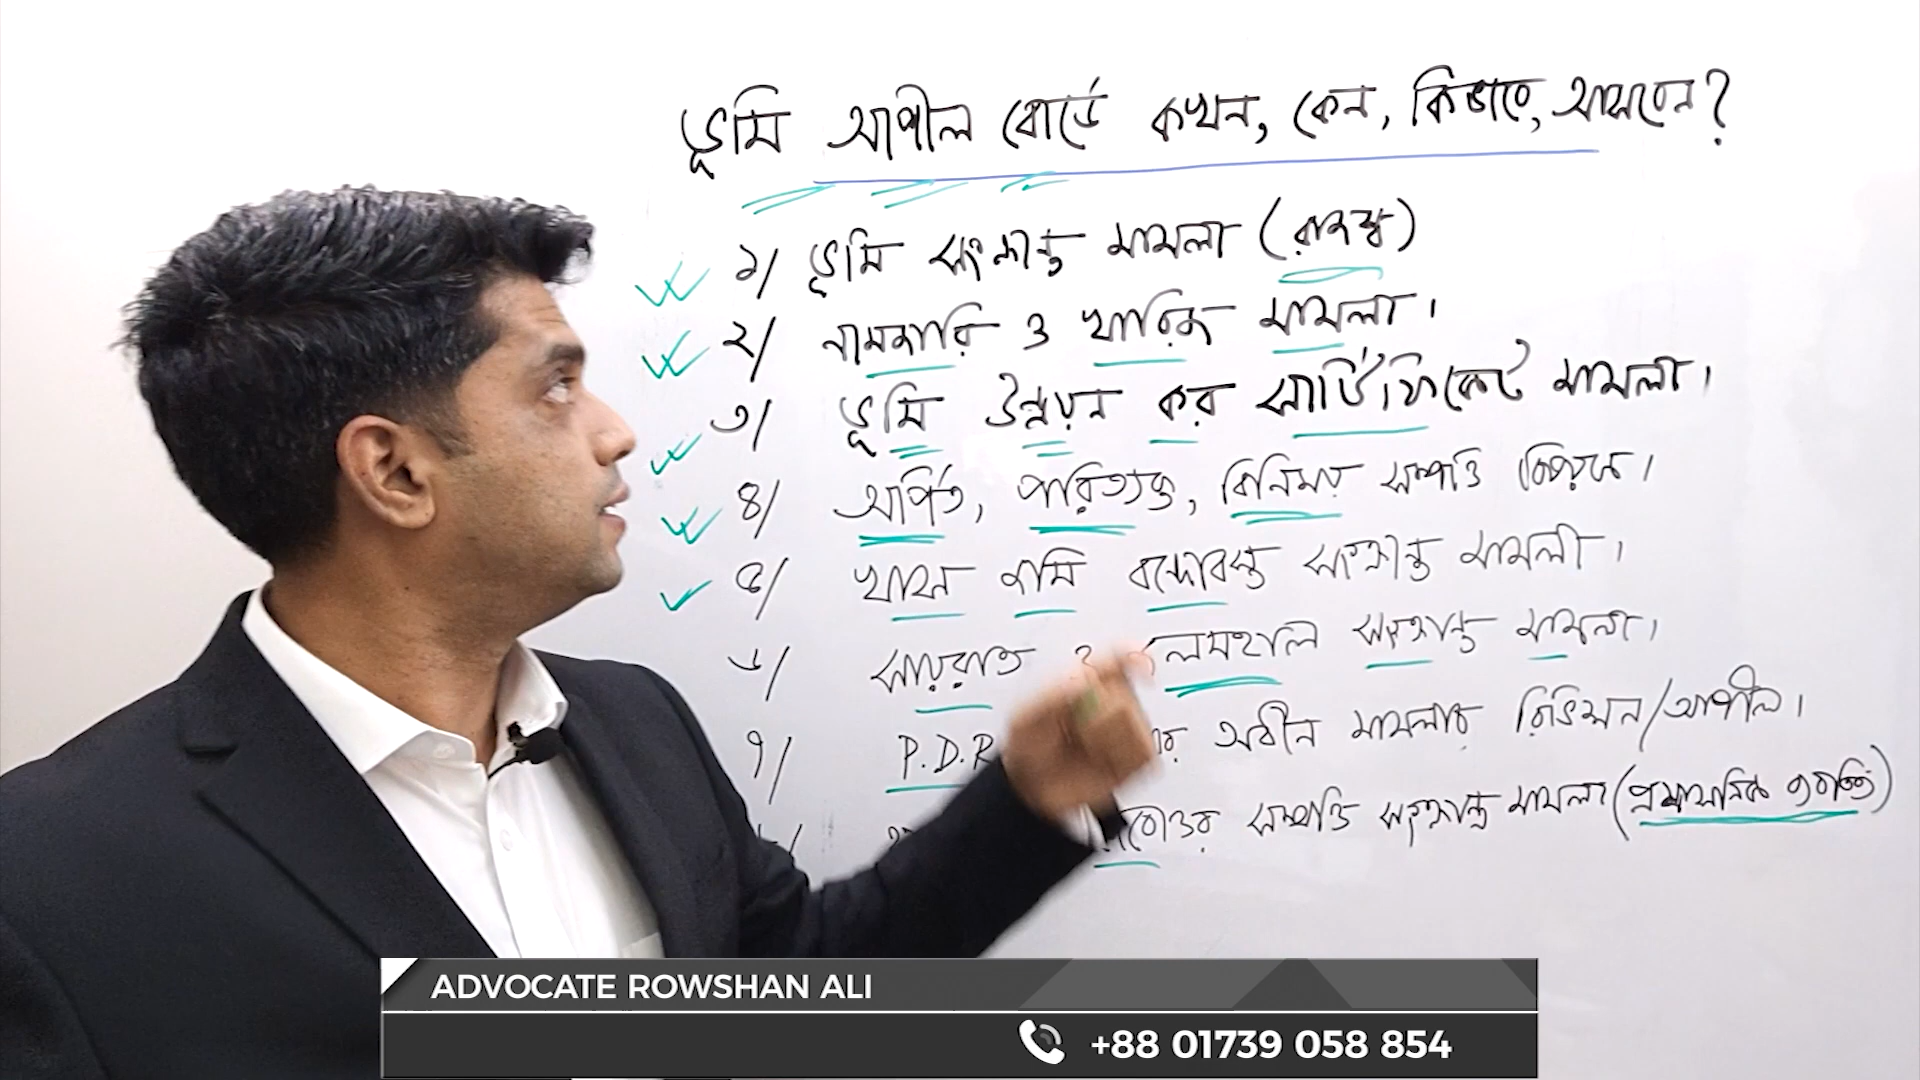 ভূমি আপীল বোর্ডে কখন, কেন, কিভাবে, আসবেন?
১/ ভূমি সংক্রান্ত মামলা (রাজস্ব)
২/ নামজারি ও খারিজ মামলা।
৩/ ভূমি উন্নয়ন কর সার্টিফিকেট মামলা।
৪/ অর্পিত, পরিত্যক্ত, বিনিময় সম্পত্তি বিষয়ক।
৫/ খাস জমি বন্দোবস্ত সংক্রান্ত মামলা।
৬/ সায়রাত ও জলমহাল সংক্রান্ত মামলা।
৭/ P.D.R অধীন মামলার রিভিশন/আপীল।
সম্পত্তি সংক্রান্ত মামলা (প্রশাসনিক
ADVOCATE ROWSHAN ALI
+88 01739 058 854